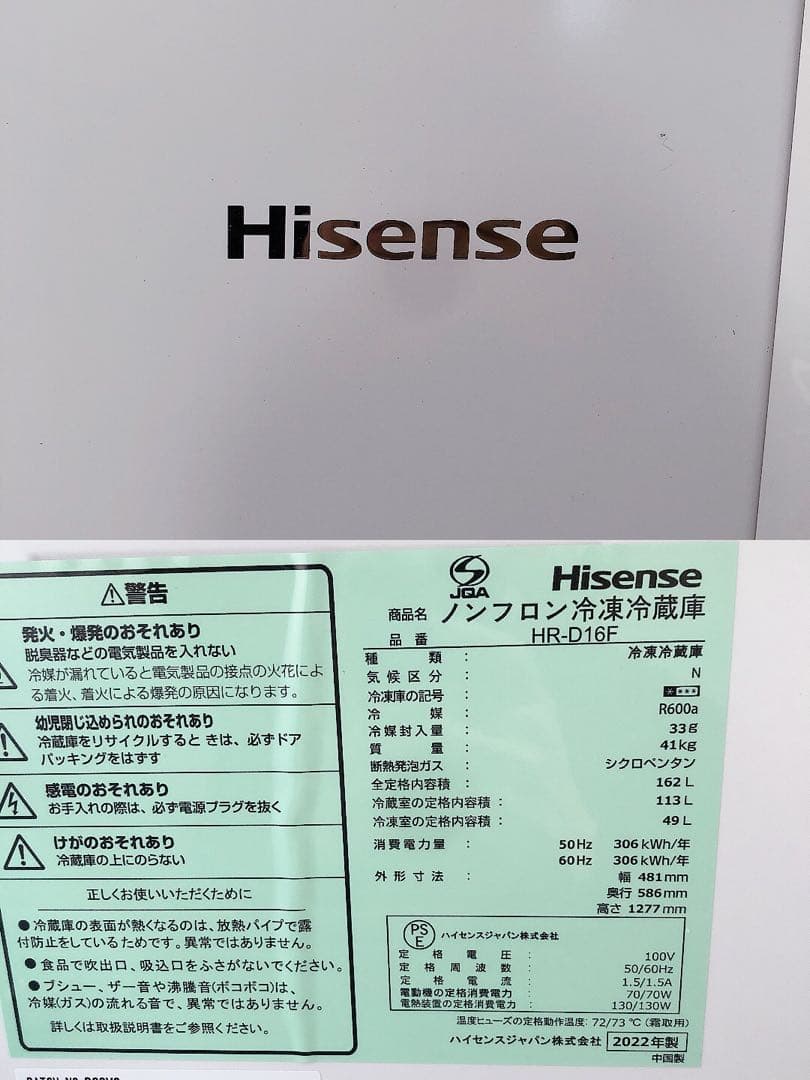 Hisense
⚠警告
発火・爆発のおそれあり
脱臭器などの電気製品を入れない
冷媒が漏れていると電気製品の接点の火花によ
る着火、着火による爆発の原因になります。
幼児閉じ込められのおそれあり
冷蔵庫をリサイクルすると きは、必ずドア
パッキングをはずす
感電のおそれあり
お手入れの際は、必ず電源プラグを抜く
けがのおそれあり
冷蔵庫の上にのらない
正しくお使いいただくために
●冷蔵庫の表面が熱くなるのは、放熱パイプで露
付防止をしているためです。異常ではありません。
●食品で吹出口、吸込口をふさがないでください。
●ブシュー、ザー音や沸騰音(ボコボコ)は、
冷媒(ガス)の流れる音で、異常ではありません。
詳しくは取扱説明書をご参照ください。
JQA
Hisense
商品名 ノンフロン冷凍冷蔵庫
品番 HR-D16F
種類 : 冷凍冷蔵庫
気候区分 : N
冷凍庫の記号 :
冷媒 : R600a
冷媒封入量 : 33g
質量 : 41kg
断熱発泡ガス : シクロペンタン
全定格内容積 : 162L
冷蔵室の定格内容積 : 113L
冷凍室の定格内容積 : 49L
消費電力量 : 50Hz 306kWh/年
60Hz 306kWh/年
外形寸法 : 幅 481mm
奥行 586mm
高さ 1277mm
PSE ハイセンスジャパン株式会社
定格電圧 : 100V
定格周波数 : 50/60Hz
定格電流 : 1.5/1.5A
電動機の定格消費電力 : 70/70W
電熱装置の定格消費電力 : 130/130W
温度ヒューズの定格動作温度: 72/73 ℃ (霜取用)
ハイセンスジャパン株式会社 2022年製
中国製